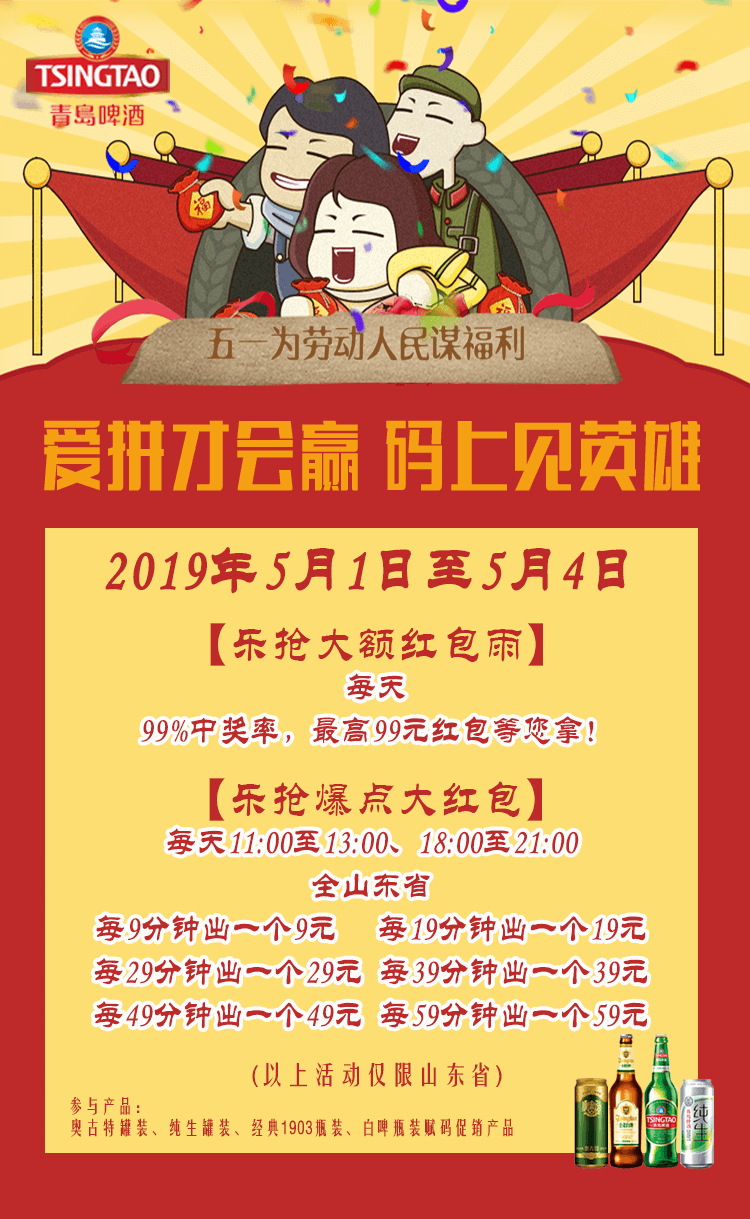 TSINGTAO
青岛啤酒
福
福
五一为劳动人民谋福利
爱拼才会赢 码上见英雄
2019年5月1日至5月4日
【乐抢大额红包雨】
每天
99%中奖率，最高99元红包等您拿！
【乐抢爆点大红包】
每天11:00至13:00、18:00至21:00
全山东省
每9分钟出一个9元 每19分钟出一个19元
每29分钟出一个29元 每39分钟出一个39元
每49分钟出一个49元 每59分钟出一个59元
(以上活动仅限山东省)
参与产品：
奥古特罐装、纯生罐装、经典1903瓶装、白啤瓶装赋码促销产品
TSINGTAO
纯生